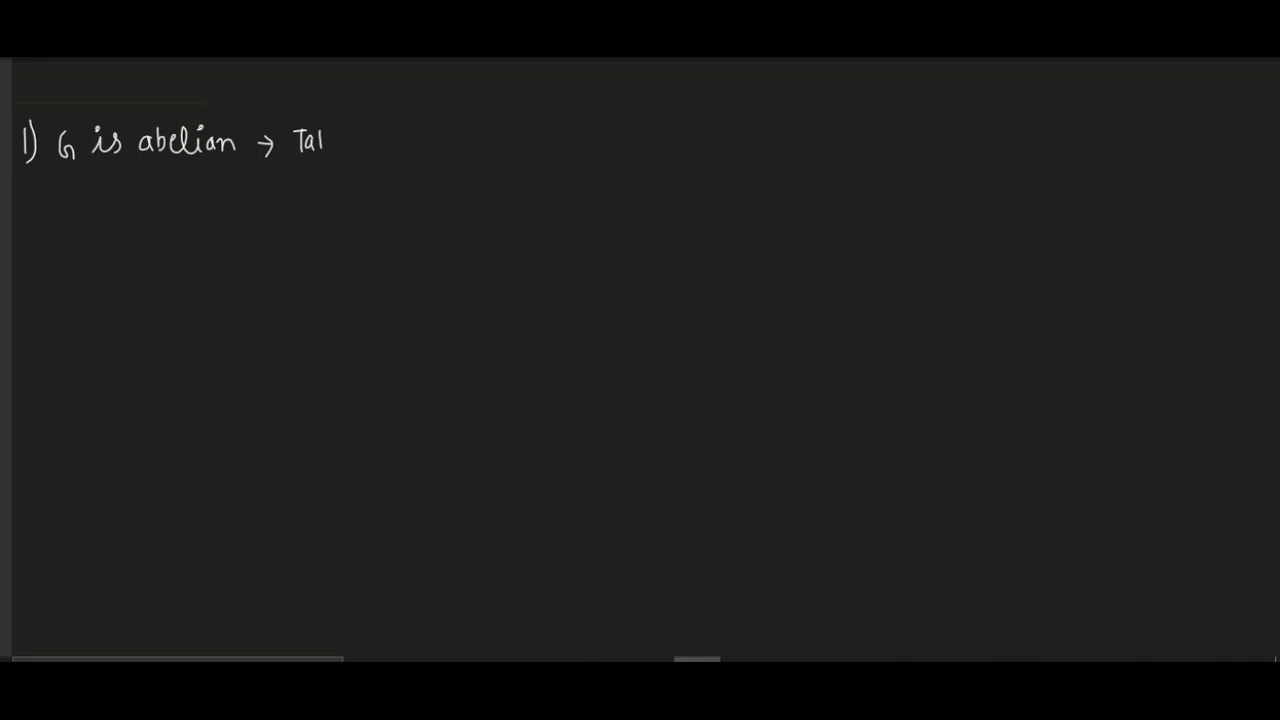 1) G is abelian → Tal